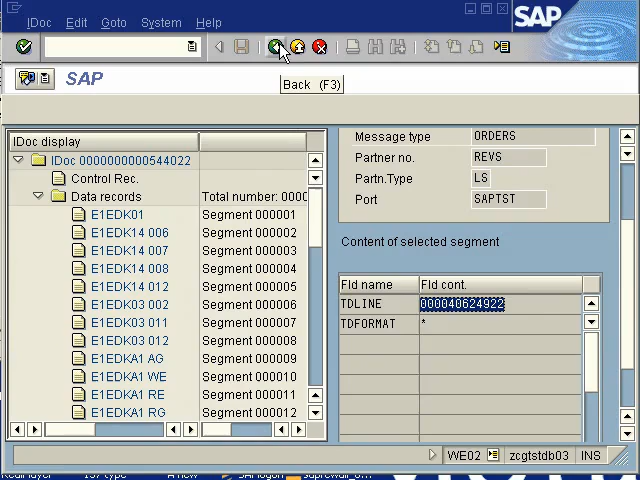 IDoc Edit Goto System Help
SAP
SAP
Back (F3)
IDoc display
IDoc 0000000000544022
Control Rec.
Data records Total number: 0000
E1EDK01 Segment 000001
E1EDK14 006 Segment 000002
E1EDK14 007 Segment 000003
E1EDK14 008 Segment 000004
E1EDK14 012 Segment 000005
E1EDK03 002 Segment 000006
E1EDK03 011 Segment 000007
E1EDK03 012 Segment 000008
E1EDKA1 AG Segment 000009
E1EDKA1 WE Segment 000010
E1EDKA1 RE Segment 000011
E1EDKA1 RG Segment 000012
Message type ORDERS
Partner no. REVS
Partn.Type LS
Port SAPTST
Content of selected segment
Fld name Fld cont.
TDLINE 000040624922
TDFORMAT *
WE02 zcgtstdb03 INS